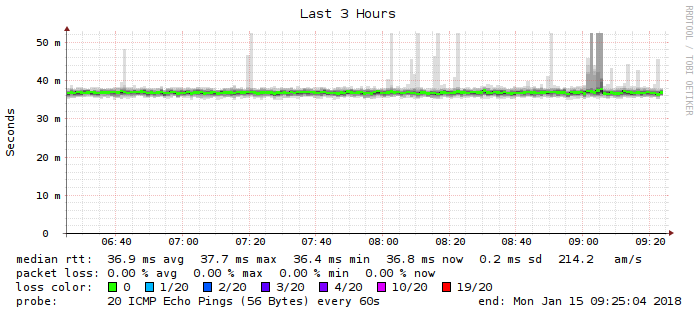 Last 3 Hours
RRDTOOL / TOBI OETIKER
Seconds
50 m
40 m
30 m
20 m
10 m
0
06:40 07:00 07:20 07:40 08:00 08:20 08:40 09:00 09:20
median rtt: 36.9 ms avg 37.7 ms max 36.4 ms min 36.8 ms now 0.2 ms sd 214.2 am/s
packet loss: 0.00 % avg 0.00 % max 0.00 % min 0.00 % now
loss color: 0 1/20 2/20 3/20 4/20 10/20 19/20
probe: 20 ICMP Echo Pings (56 Bytes) every 60s end: Mon Jan 15 09:25:04 2018